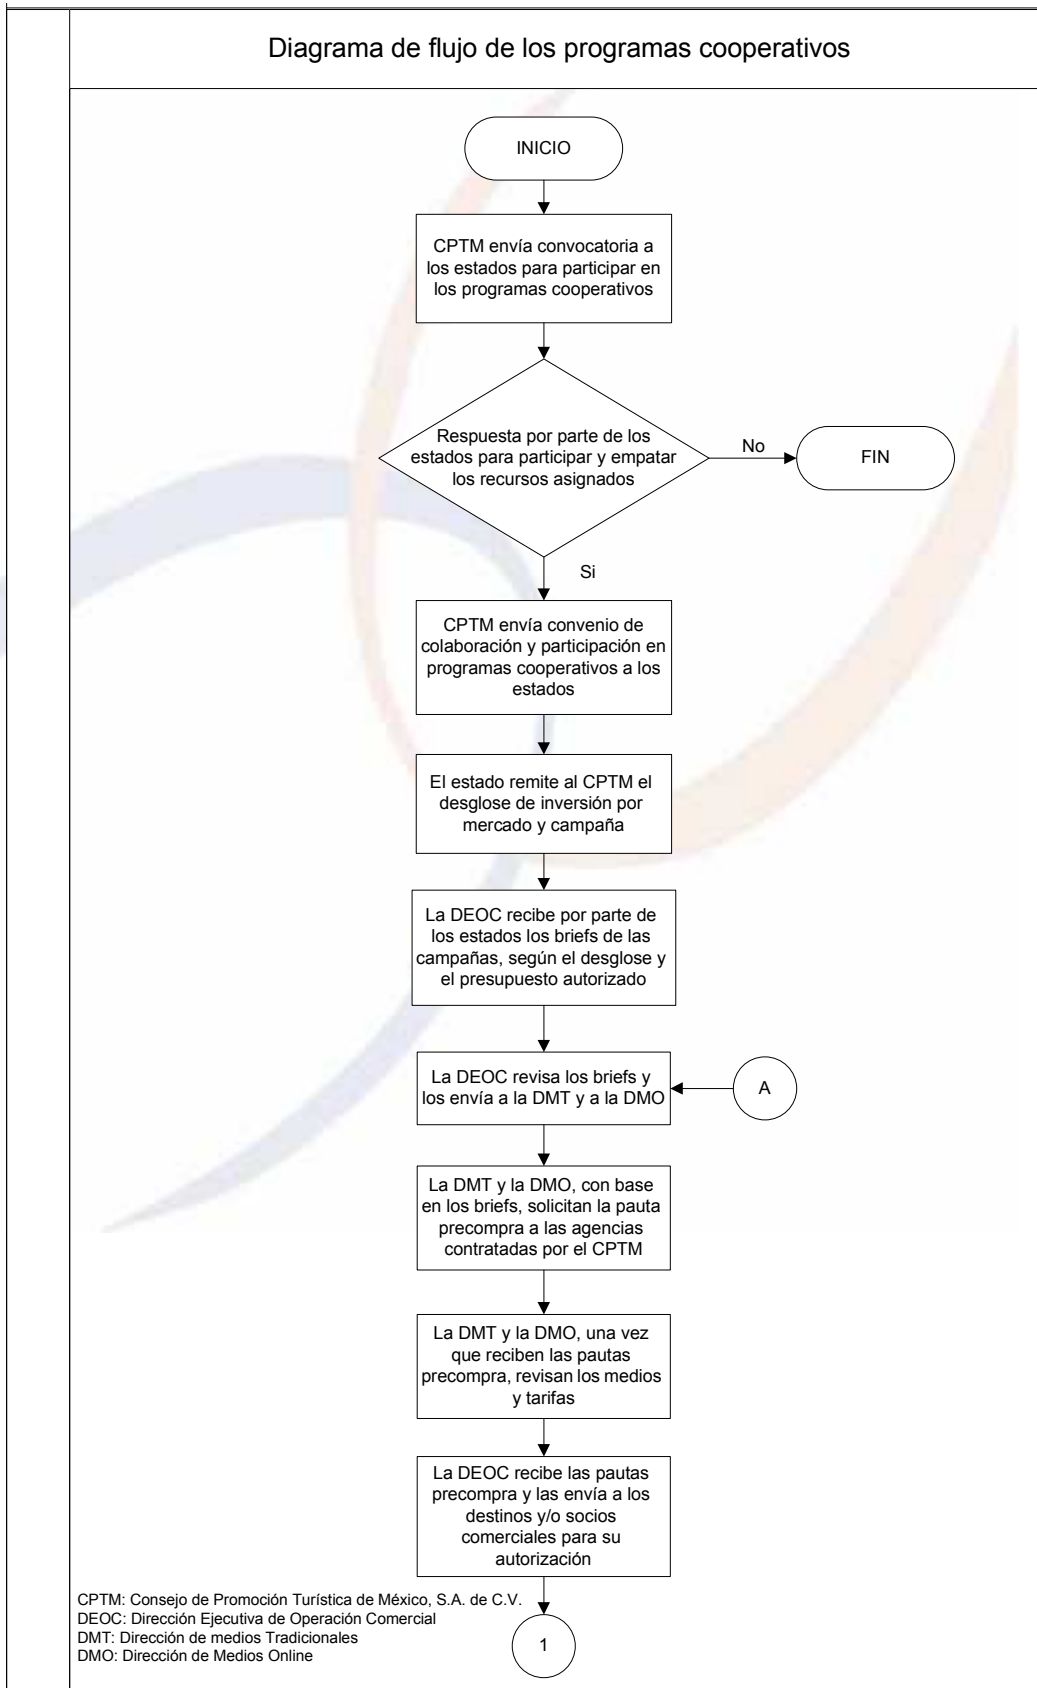 Diagrama de flujo de los programas cooperativos
INICIO
CPTM envía convocatoria a
los estados para participar en
los programas cooperativos
Respuesta por parte de los
estados para participar y empatar
los recursos asignados
No
FIN
Si
CPTM envía convenio de
colaboración y participación en
programas cooperativos a los
estados
El estado remite al CPTM el
desglose de inversión por
mercado y campaña
La DEOC recibe por parte de
los estados los briefs de las
campañas, según el desglose y
el presupuesto autorizado
La DEOC revisa los briefs y
los envía a la DMT y a la DMO
A
La DMT y la DMO, con base
en los briefs, solicitan la pauta
precompra a las agencias
contratadas por el CPTM
La DMT y la DMO, una vez
que reciben las pautas
precompra, revisan los medios
y tarifas
La DEOC recibe las pautas
precompra y las envía a los
destinos y/o socios
comerciales para su
autorización
CPTM: Consejo de Promoción Turística de México, S.A. de C.V.
DEOC: Dirección Ejecutiva de Operación Comercial
DMT: Dirección de medios Tradicionales
DMO: Dirección de Medios Online
1